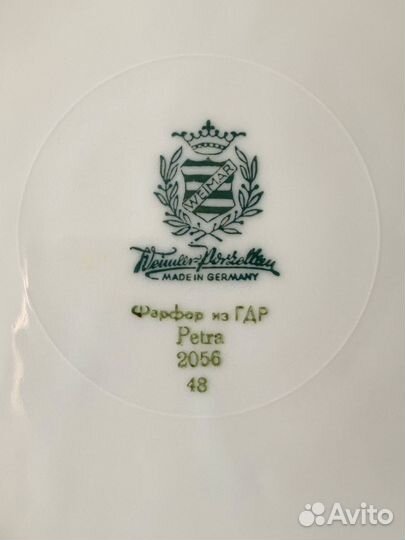 WEIMAR
Weimar-Porzellan
MADE IN GERMANY
Фарфор из ГДР
Petra
2056
48
Avito